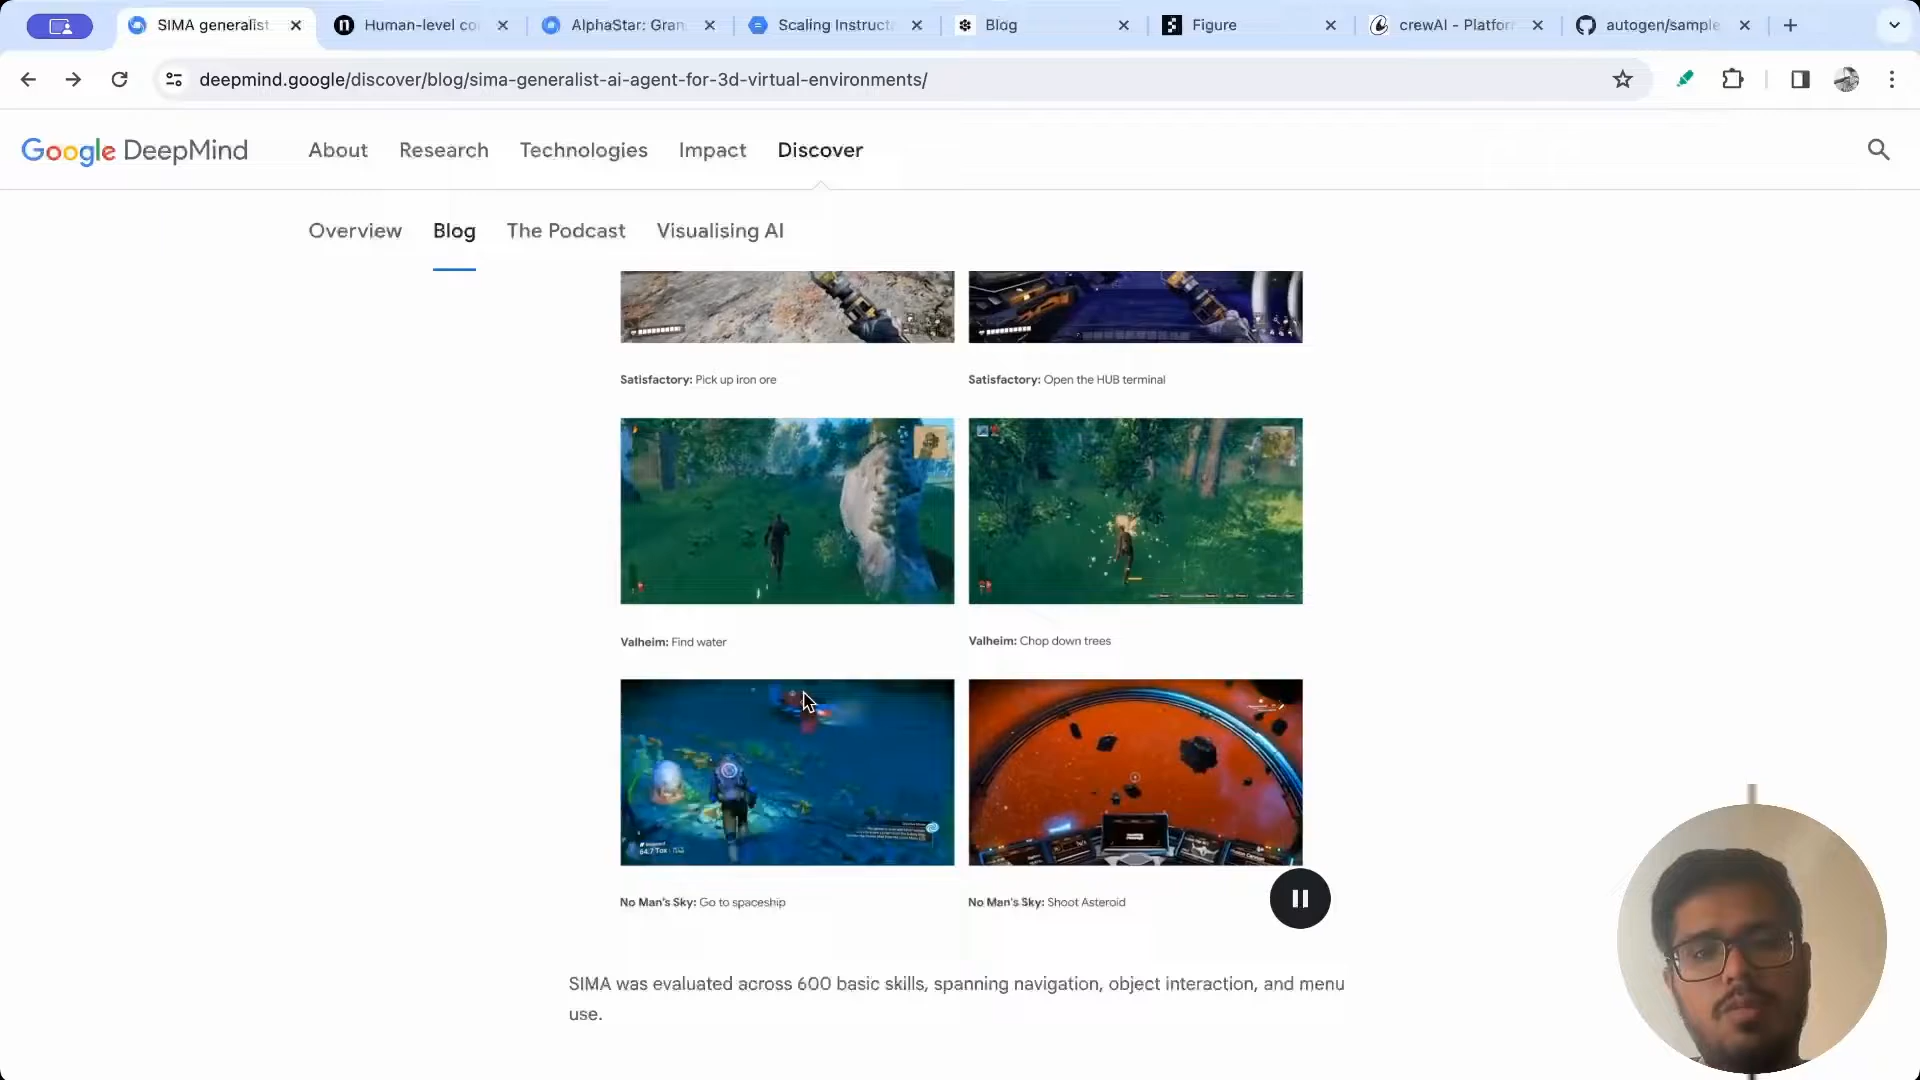 SIMA generalist
Human-level co
AlphaStar: Gran
Scaling Instructa
Blog
Figure
crewAI - Platfor
autogen/sample
deepmind.google/discover/blog/sima-generalist-ai-agent-for-3d-virtual-environments/
Google DeepMind
About
Research
Technologies
Impact
Discover
Overview
Blog
The Podcast
Visualising AI
Satisfactory: Pick up iron ore
Satisfactory: Open the HUB terminal
Valheim: Find water
Valheim: Chop down trees
No Man's Sky: Go to spaceship
No Man's Sky: Shoot Asteroid
SIMA was evaluated across 600 basic skills, spanning navigation, object interaction, and menu
use.